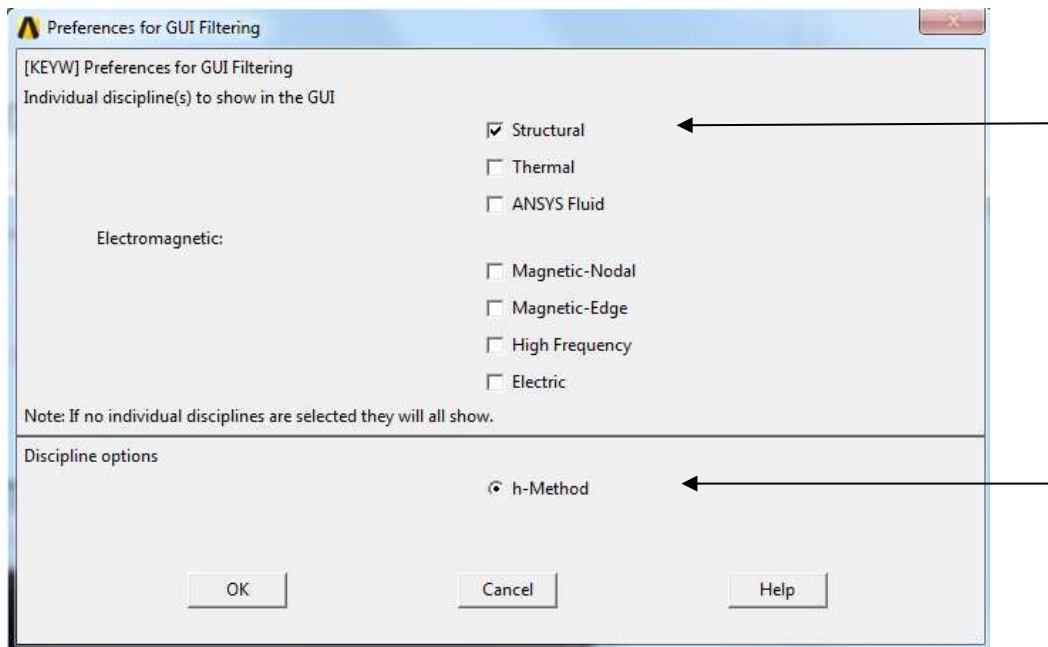 Preferences for GUI Filtering
[KEYW] Preferences for GUI Filtering
Individual discipline(s) to show in the GUI
Structural
Thermal
ANSYS Fluid
Electromagnetic:
Magnetic-Nodal
Magnetic-Edge
High Frequency
Electric
Note: If no individual disciplines are selected they will all show.
Discipline options
h-Method
OK Cancel Help